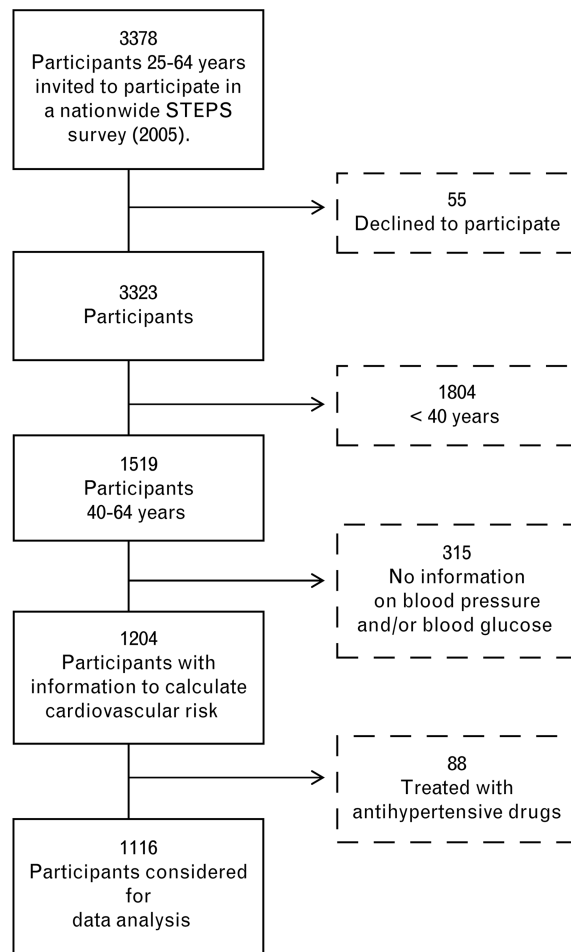 3378
Participants 25-64 years
invited to participate in
a nationwide STEPS
survey (2005).
55
Declined to participate
3323
Participants
1804
< 40 years
1519
Participants
40-64 years
315
No information
on blood pressure
and/or blood glucose
1204
Participants with
information to calculate
cardiovascular risk
88
Treated with
antihypertensive drugs
1116
Participants considered
for
data analysis